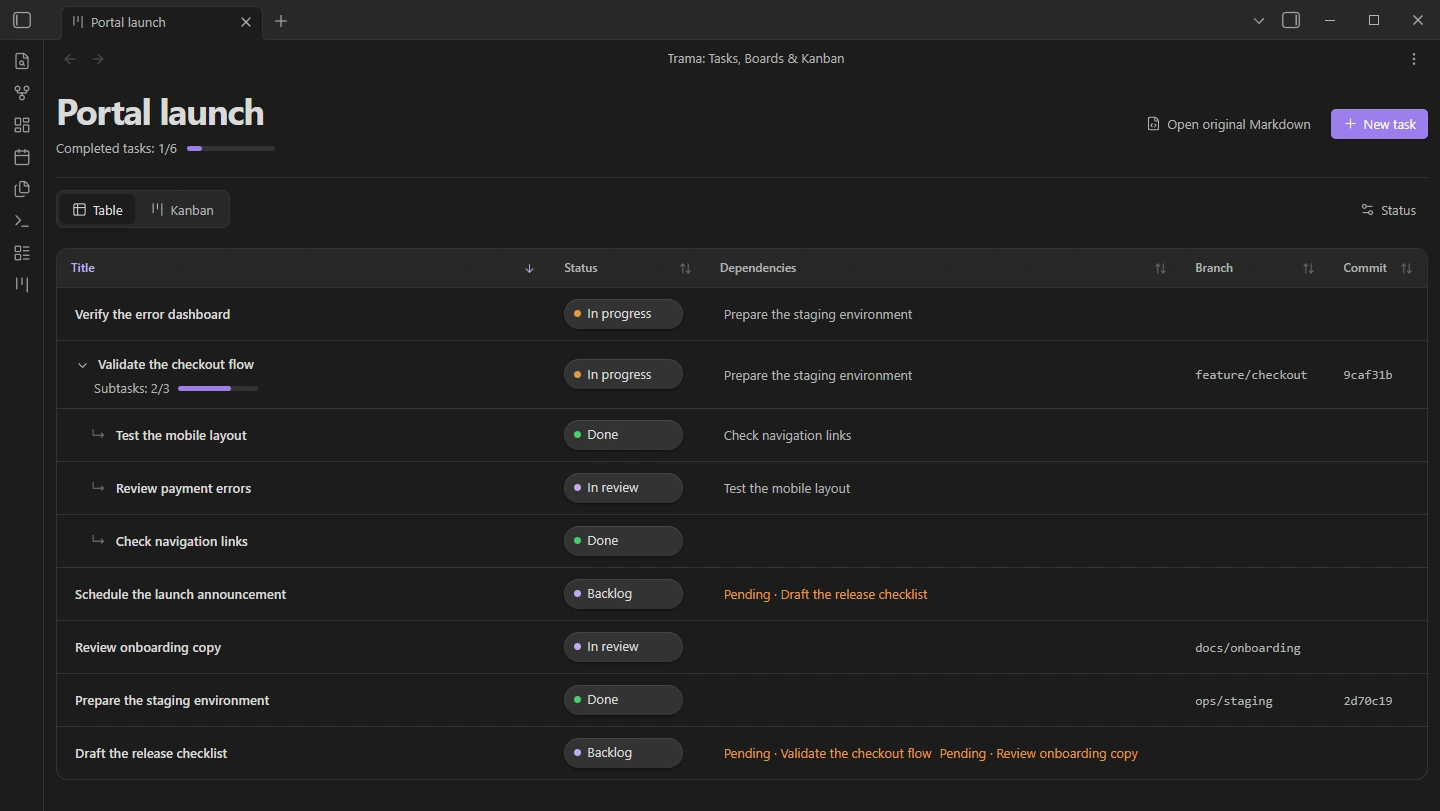 Portal launch
Trama: Tasks, Boards & Kanban
Portal launch
Completed tasks: 1/6
Open original Markdown
+ New task
Table Kanban
Status
Title Status Dependencies Branch Commit
Verify the error dashboard In progress Prepare the staging environment
Validate the checkout flow
Subtasks: 2/3
In progress Prepare the staging environment feature/checkout 9caf31b
Test the mobile layout Done Check navigation links
Review payment errors In review Test the mobile layout
Check navigation links Done
Schedule the launch announcement Backlog Pending · Draft the release checklist
Review onboarding copy In review docs/onboarding
Prepare the staging environment Done ops/staging 2d70c19
Draft the release checklist Backlog Pending · Validate the checkout flow Pending · Review onboarding copy